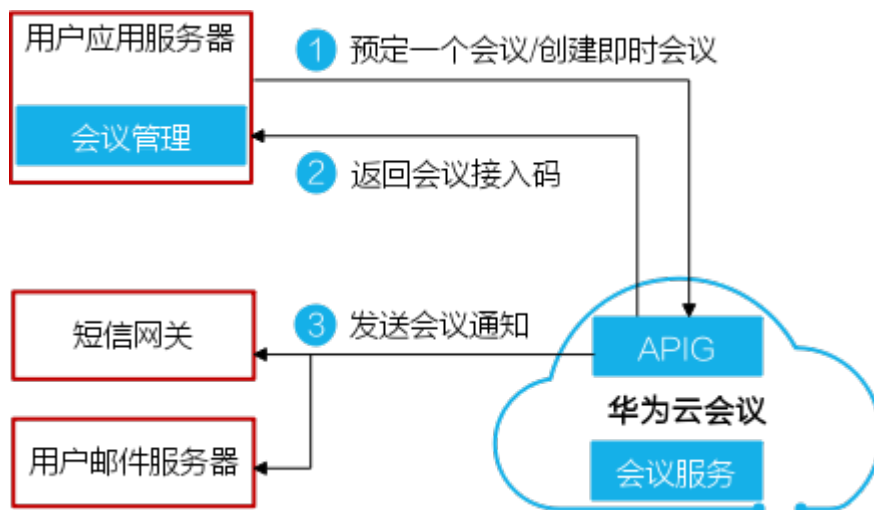 用户应用服务器
会议管理
1 预定一个会议/创建即时会议
2 返回会议接入码
短信网关
3 发送会议通知
APIG
华为云会议
用户邮件服务器
会议服务